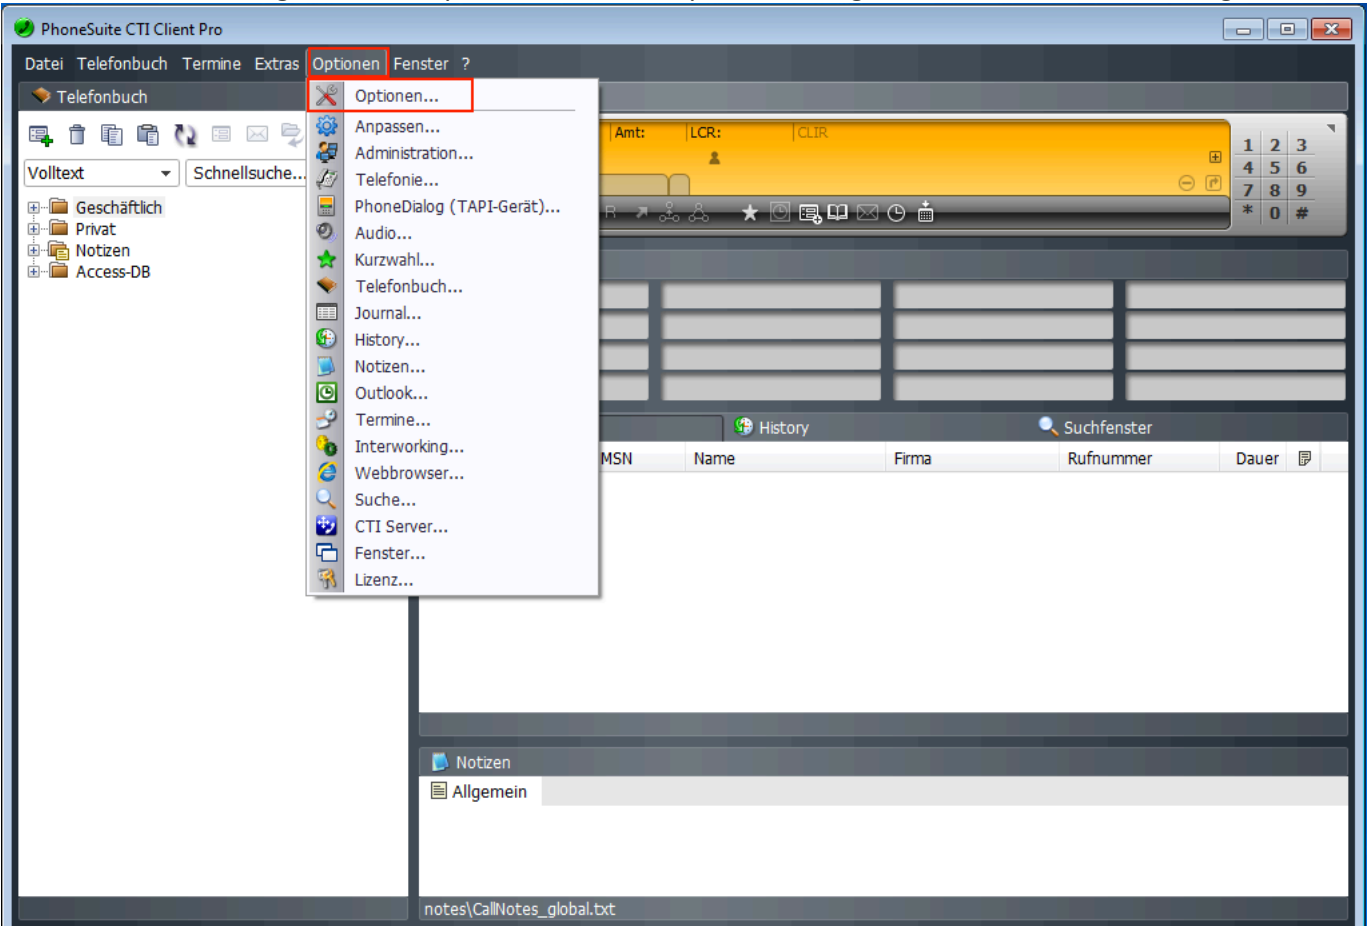 PhoneSuite CTI Client Pro
Datei Telefonbuch Termine Extras Optionen Fenster ?
Telefonbuch
Volltext Schnellsuche...
Geschäftlich
Privat
Notizen
Access-DB
Optionen...
Anpassen...
Administration...
Telefonie...
PhoneDialog (TAPI-Gerät)...
Audio...
Kurzwahl...
Telefonbuch...
Journal...
History...
Notizen...
Outlook...
Termine...
Interworking...
Webbrowser...
Suche...
CTI Server...
Fenster...
Lizenz...
Amt: LCR: CLIR
R
1 2 3
4 5 6
7 8 9
* 0 #
History Suchfenster
MSN Name Firma Rufnummer Dauer
Notizen
Allgemein
notes\CallNotes_global.txt